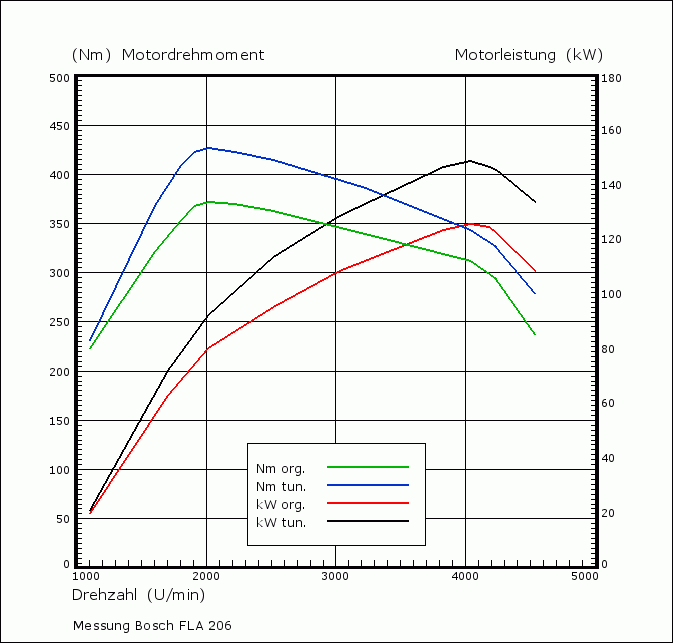 (Nm) Motordrehmoment Motorleistung (kW)
500 180
450 160
400 140
350 120
300 100
250 80
200 60
150 40
100 20
50 0
0
Nm org.
Nm tun.
kW org.
kW tun.
1000 2000 3000 4000 5000
Drehzahl (U/min)
Messung Bosch FLA 206